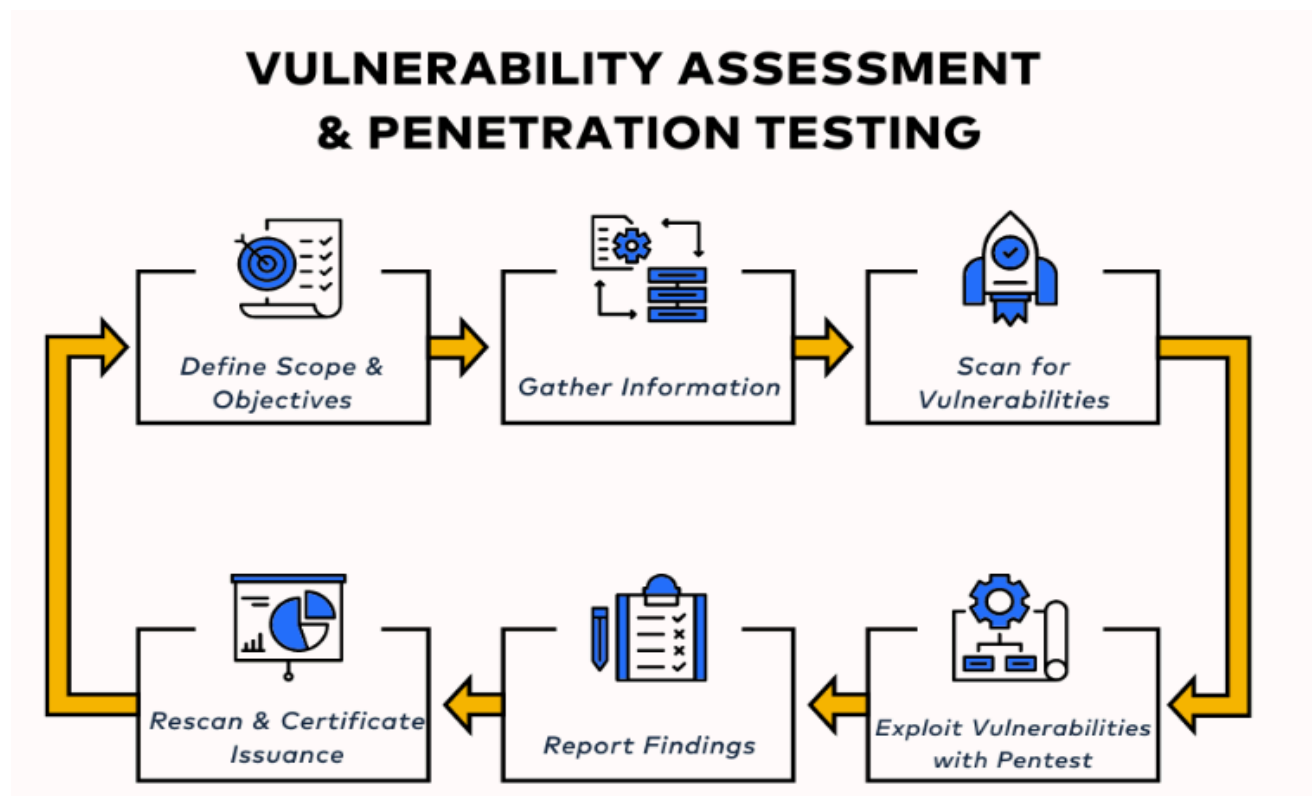 VULNERABILITY ASSESSMENT
& PENETRATION TESTING
Define Scope &
Objectives
Gather Information
Scan for
Vulnerabilities
Exploit Vulnerabilities
with Pentest
Report Findings
Rescan & Certificate
Issuance